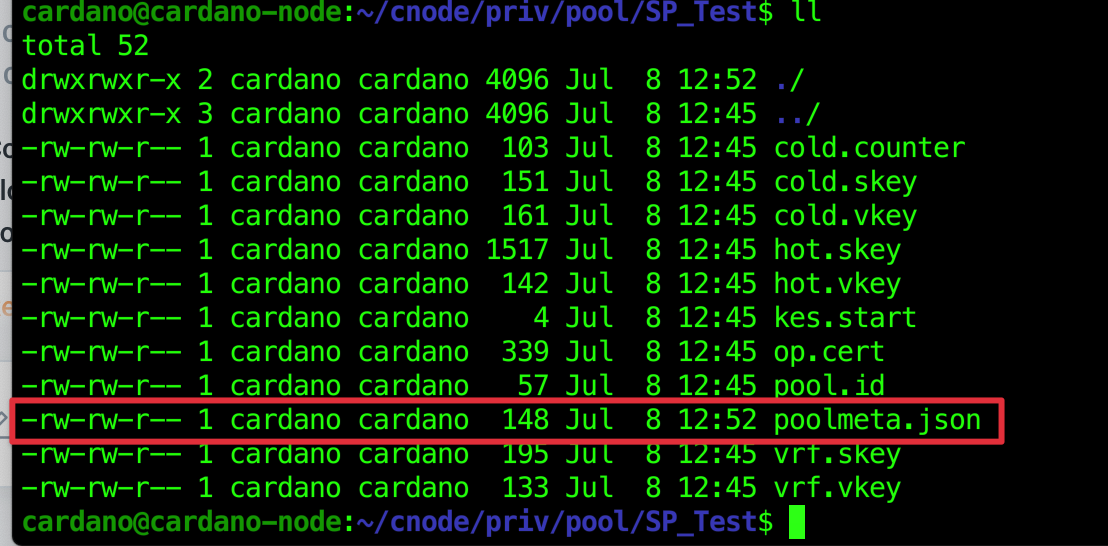 cardano@cardano-node:~/cnode/priv/pool/SP_Test$ ll
total 52
drwxrwxr-x 2 cardano cardano 4096 Jul  8 12:52 ./
drwxrwxr-x 3 cardano cardano 4096 Jul  8 12:45 ../
-rw-rw-r-- 1 cardano cardano  103 Jul  8 12:45 cold.counter
-rw-rw-r-- 1 cardano cardano  151 Jul  8 12:45 cold.skey
-rw-rw-r-- 1 cardano cardano  161 Jul  8 12:45 cold.vkey
-rw-rw-r-- 1 cardano cardano 1517 Jul  8 12:45 hot.skey
-rw-rw-r-- 1 cardano cardano  142 Jul  8 12:45 hot.vkey
-rw-rw-r-- 1 cardano cardano    4 Jul  8 12:45 kes.start
-rw-rw-r-- 1 cardano cardano  339 Jul  8 12:45 op.cert
-rw-rw-r-- 1 cardano cardano   57 Jul  8 12:45 pool.id
-rw-rw-r-- 1 cardano cardano  148 Jul  8 12:52 poolmeta.json
-rw-rw-r-- 1 cardano cardano  195 Jul  8 12:45 vrf.skey
-rw-rw-r-- 1 cardano cardano  133 Jul  8 12:45 vrf.vkey
cardano@cardano-node:~/cnode/priv/pool/SP_Test$